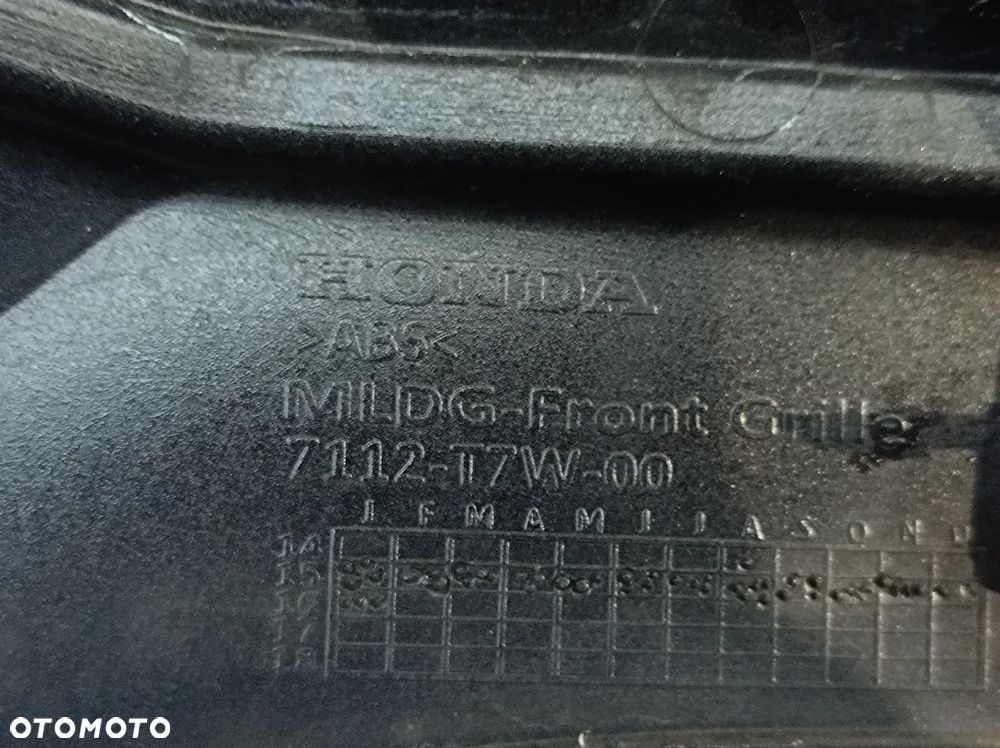 HONDA
>ABS<
MLDG-Front Grille
7112-T7W-00
J F M A M J J A S O N D
14
15
16
17
18
OTOMOTO